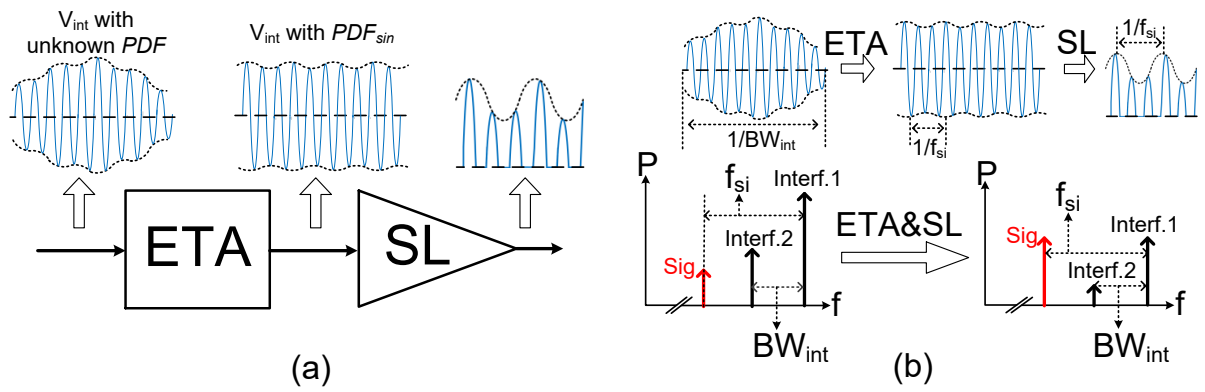 V_int with
unknown PDF
V_int with PDF_sin
ETA
SL
(a)
ETA
SL
1/f_si
1/BW_int
1/f_si
P
f_si
Interf.1
Interf.2
Sig
f
BW_int
ETA&SL
P
f_si
Interf.1
Sig
Interf.2
f
BW_int
(b)